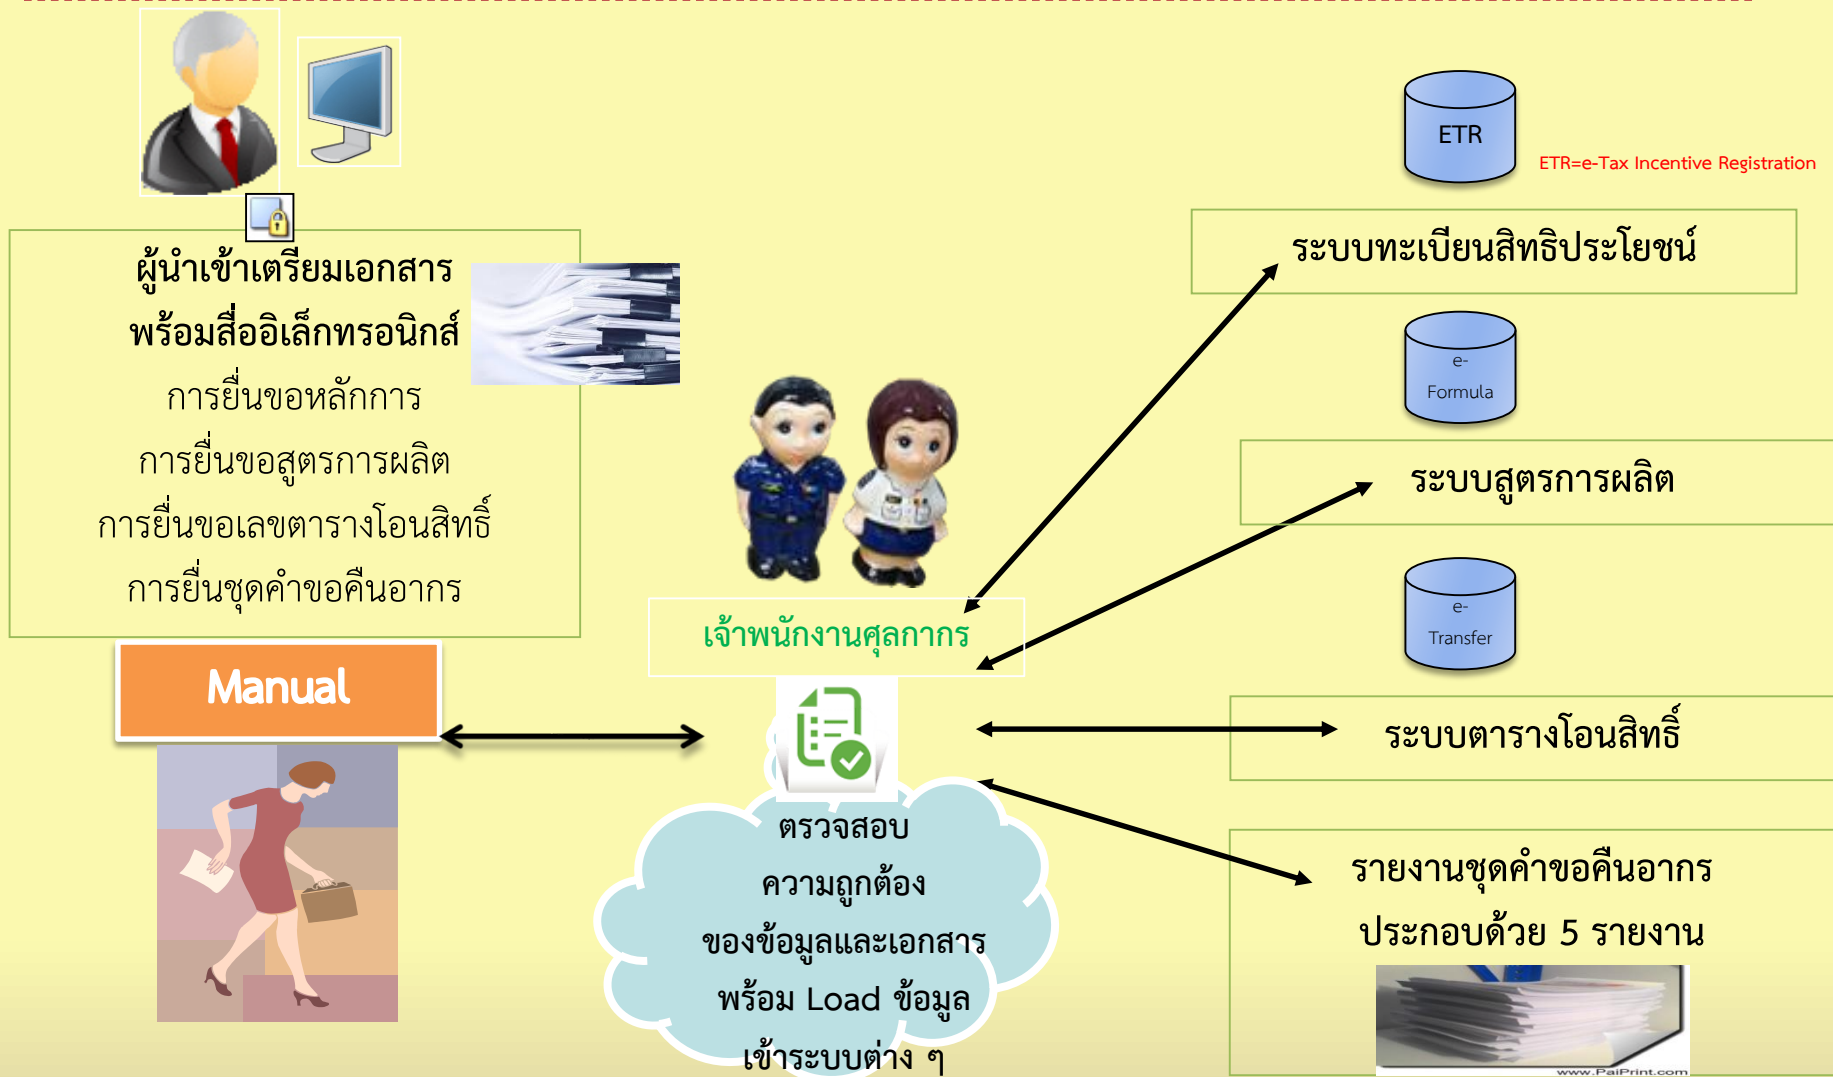 ผู้นำเข้าเตรียมเอกสาร
พร้อมสื่ออิเล็กทรอนิกส์
การยื่นขอหลักการ
การยื่นขอสูตรการผลิต
การยื่นขอเลขตารางโอนสิทธิ์
การยื่นชุดคำขอคืนอากร
Manual
เจ้าพนักงานศุลกากร
ตรวจสอบ
ความถูกต้อง
ของข้อมูลและเอกสาร
พร้อม Load ข้อมูล
เข้าระบบต่าง ๆ
ETR
ETR=e-Tax Incentive Registration
ระบบทะเบียนสิทธิประโยชน์
e-
Formula
ระบบสูตรการผลิต
e-
Transfer
ระบบตารางโอนสิทธิ์
รายงานชุดคำขอคืนอากร
ประกอบด้วย 5 รายงาน
www.PaiPrint.com